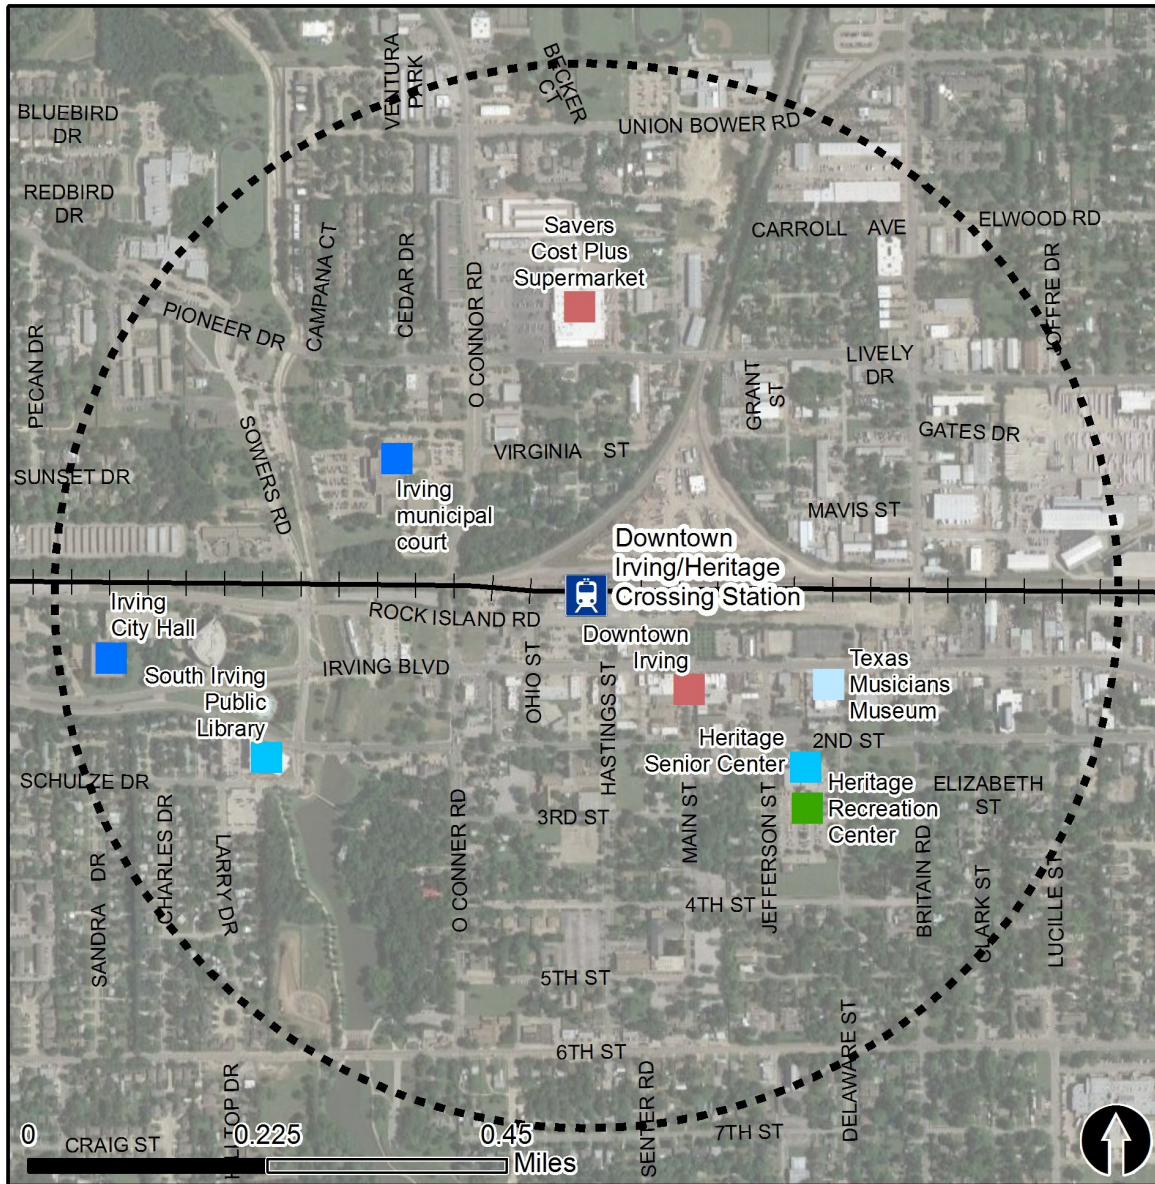 VENTURA
PARK
BECKER
CT
BLUEBIRD
DR
UNION BOWER RD
REDBIRD
DR
Savers
Cost Plus
Supermarket
CARROLL AVE
ELWOOD RD
CAMPANA CT
CEDAR DR
O CONNOR RD
JOFFRE DR
PIONEER DR
PECAN DR
LIVELY
DR
GRANT
ST
GATES DR
SOWERS RD
VIRGINIA ST
SUNSET DR
Irving
municipal
court
MAVIS ST
Downtown
Irving/Heritage
Crossing Station
Irving
City Hall
ROCK ISLAND RD
Downtown
Irving
IRVING BLVD
South Irving
Public
Library
OHIO ST
HASTINGS ST
Texas
Musicians
Museum
Heritage
Senior Center
2ND ST
SCHULZE DR
Heritage
Recreation
Center
ELIZABETH
ST
CHARLES DR
LARRY DR
O CONNER RD
3RD ST
MAIN ST
JEFFERSON ST
BRITAIN RD
SANDRA DR
4TH ST
CLARK ST
LUCILLE ST
5TH ST
6TH ST
DELAWARE ST
HILLTOP DR
SENTER RD
7TH ST
CRAIG ST
0 0.225 0.45
Miles